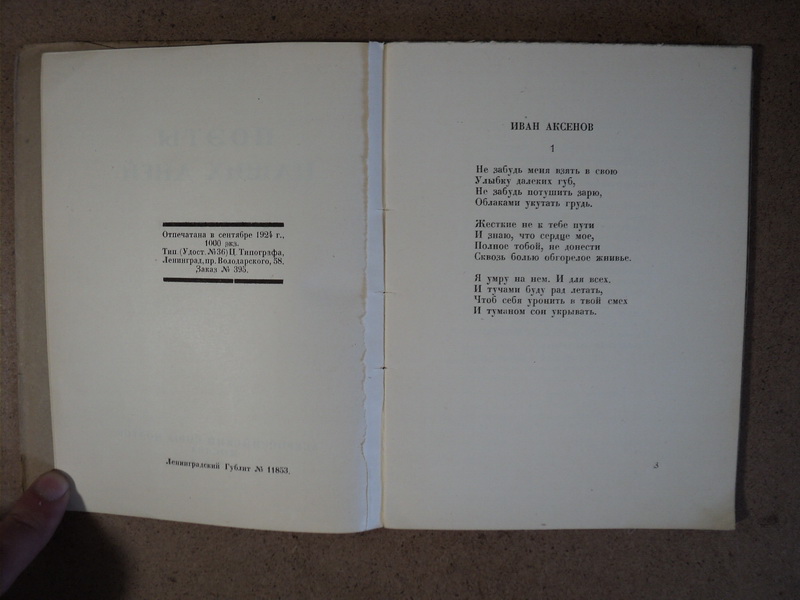 Отпечатана в сентябре 1924 г.,
1000 экз.
Тип (Удост. №36) П. Типогрфа,
Ленинград, пр. Володарского, 58.
Заказ № 395.
Ленинградский Гублит № 11853.
ИВАН АКСЕНОВ
1
Не забудь меня взять в свою
Улыбку далеких губ,
Не забудь потушить зарю,
Облаками укутать грудь.
Жесткие не к тебе пути
И знаю, что сердце мое,
Полное тобой, не донести
Сквозь болью обгорелое жнивье.
Я умру на нем. И для всех.
И тучами буду рад летать,
Чтоб себя уронить в твой смех
И туманом сон укрывать.
3